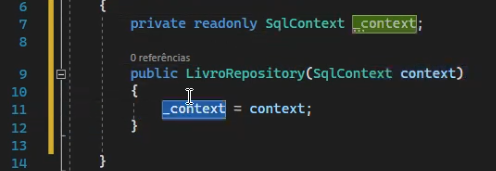 6 {
7 private readonly SqlContext _context;
8
0 referências
9 public LivroRepository(SqlContext context)
10 {
11 _context = context;
12 }
13
14 }